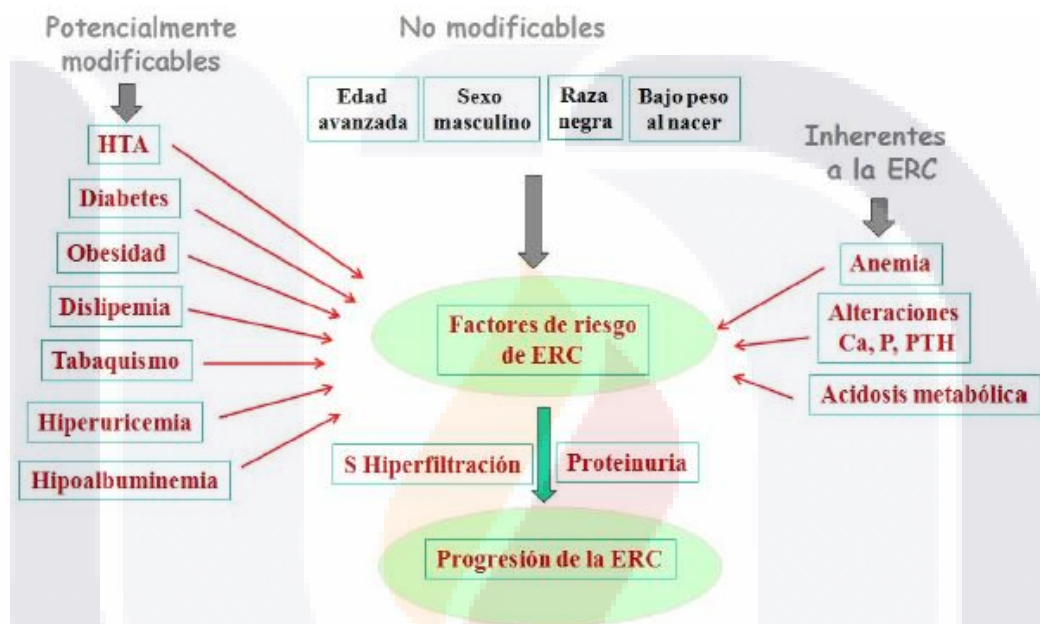 Potencialmente
modificables
HTA
Diabetes
Obesidad
Dislipemia
Tabaquismo
Hiperuricemia
Hipoalbuminemia
No modificables
Edad
avanzada
Sexo
masculino
Raza
negra
Bajo peso
al nacer
Inherentes
a la ERC
Anemia
Alteraciones
Ca, P, PTH
Acidosis metabólica
Factores de riesgo
de ERC
S Hiperfiltración
Proteinuria
Progresión de la ERC